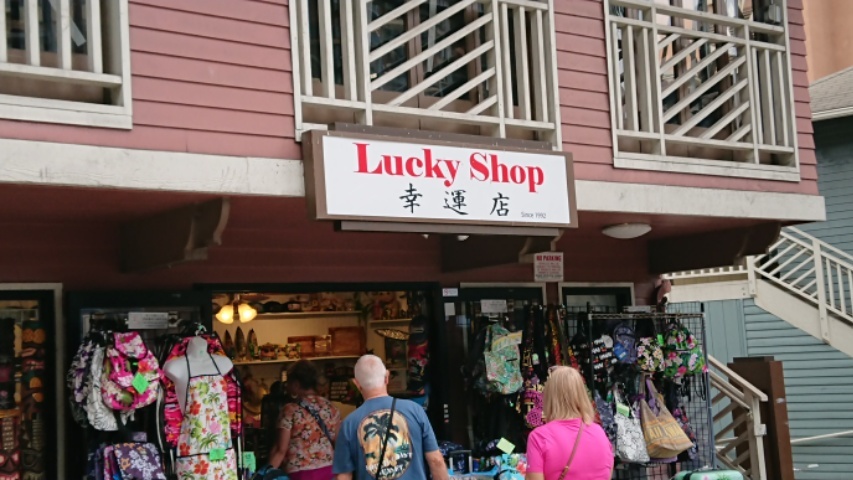 Lucky Shop
幸運店
Since 1992
NO PARKING